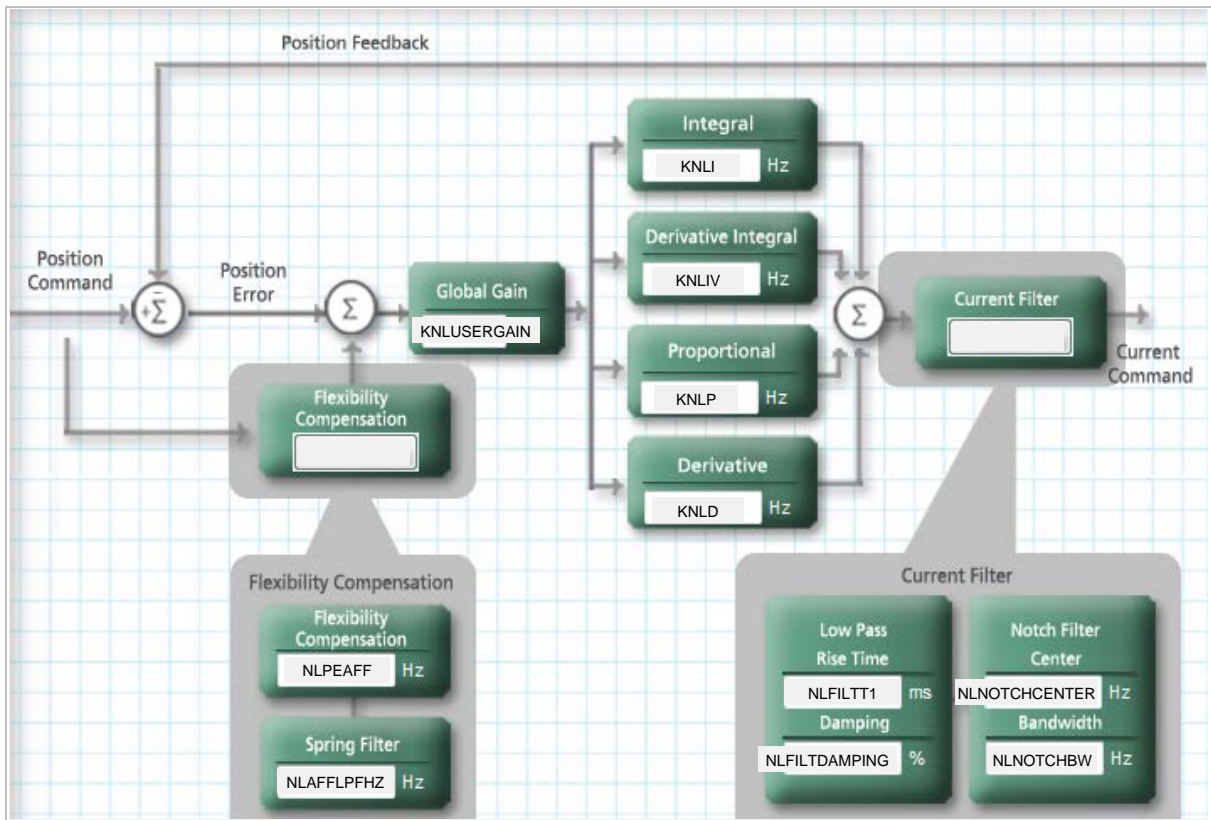 Position Feedback
Integral
KNLI Hz
Derivative Integral
KNLIV Hz
Position
Command
Position
Error
+
-
Σ
Σ
Global Gain
KNLUSERGAIN
Proportional
KNLP Hz
Derivative
KNLD Hz
Σ
Current Filter
Current
Command
Flexibility
Compensation
Flexibility Compensation
Flexibility
Compensation
NLPEAFF Hz
Spring Filter
NLAFFLPFHZ Hz
Current Filter
Low Pass
Rise Time
NLFILTT1 ms
Damping
NLFILTDAMPING %
Notch Filter
Center
NLNOTCHCENTER Hz
Bandwidth
NLNOTCHBW Hz